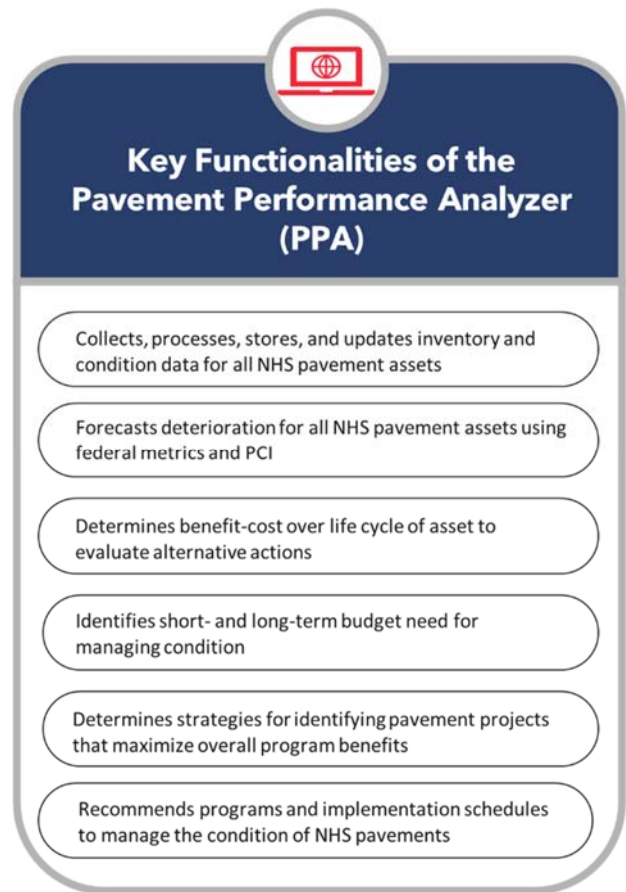 Key Functionalities of the
Pavement Performance Analyzer
(PPA)
Collects, processes, stores, and updates inventory and
condition data for all NHS pavement assets
Forecasts deterioration for all NHS pavement assets using
federal metrics and PCI
Determines benefit-cost over life cycle of asset to
evaluate alternative actions
Identifies short- and long-term budget need for
managing condition
Determines strategies for identifying pavement projects
that maximize overall program benefits
Recommends programs and implementation schedules
to manage the condition of NHS pavements